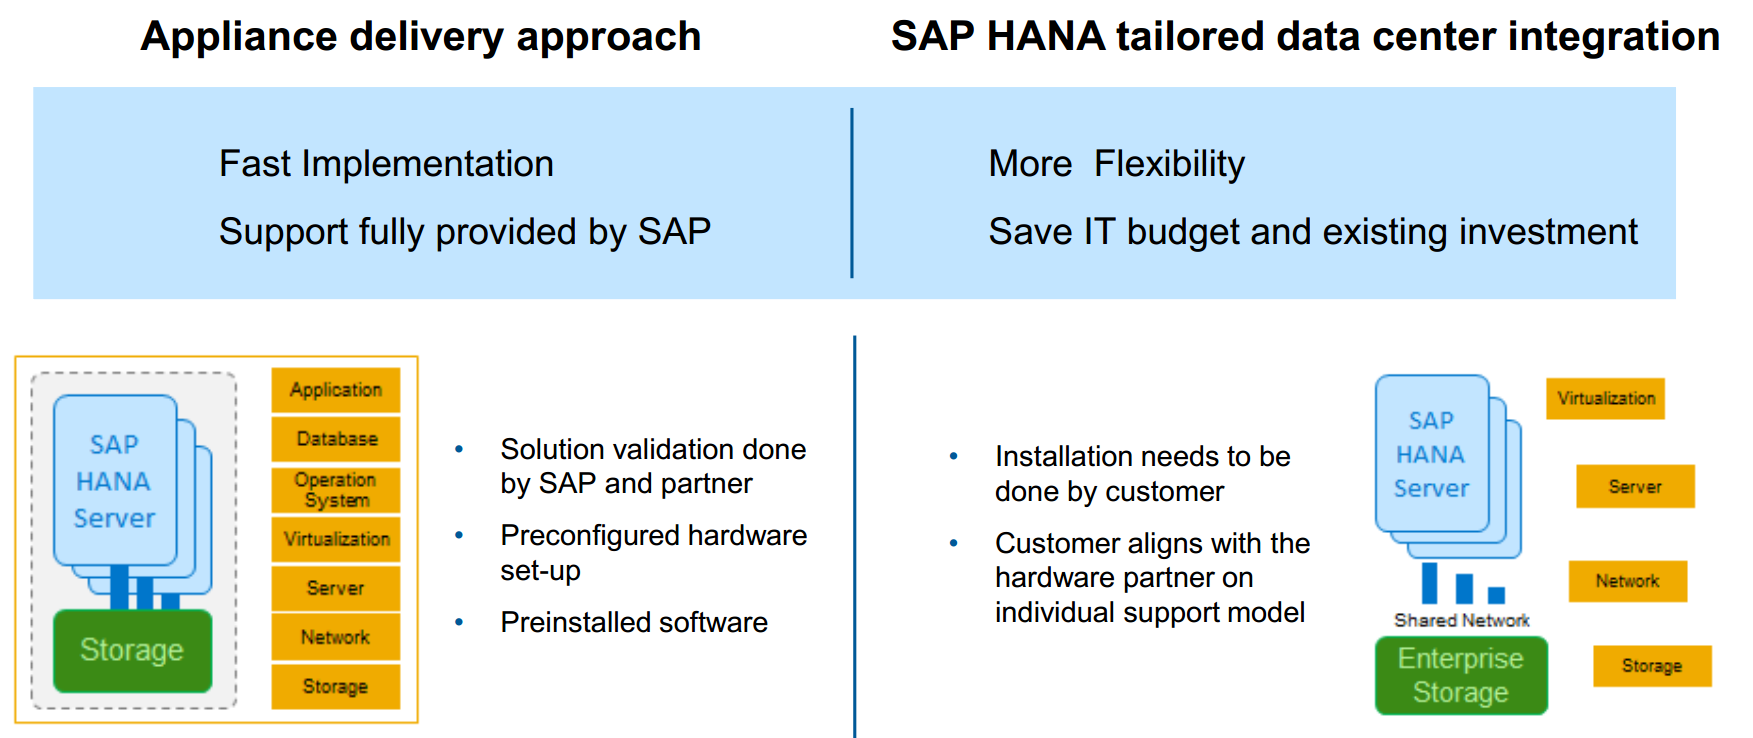 Appliance delivery approach
SAP HANA tailored data center integration
Fast Implementation
Support fully provided by SAP
More  Flexibility
Save IT budget and existing investment
SAP
HANA
Server
Storage
Application
Database
Operation
System
Virtualization
Server
Network
Storage
• Solution validation done
by SAP and partner
• Preconfigured hardware
set-up
• Preinstalled software
• Installation needs to be
done by customer
• Customer aligns with the
hardware partner on
individual support model
SAP
HANA
Server
Shared Network
Enterprise
Storage
Virtualization
Server
Network
Storage